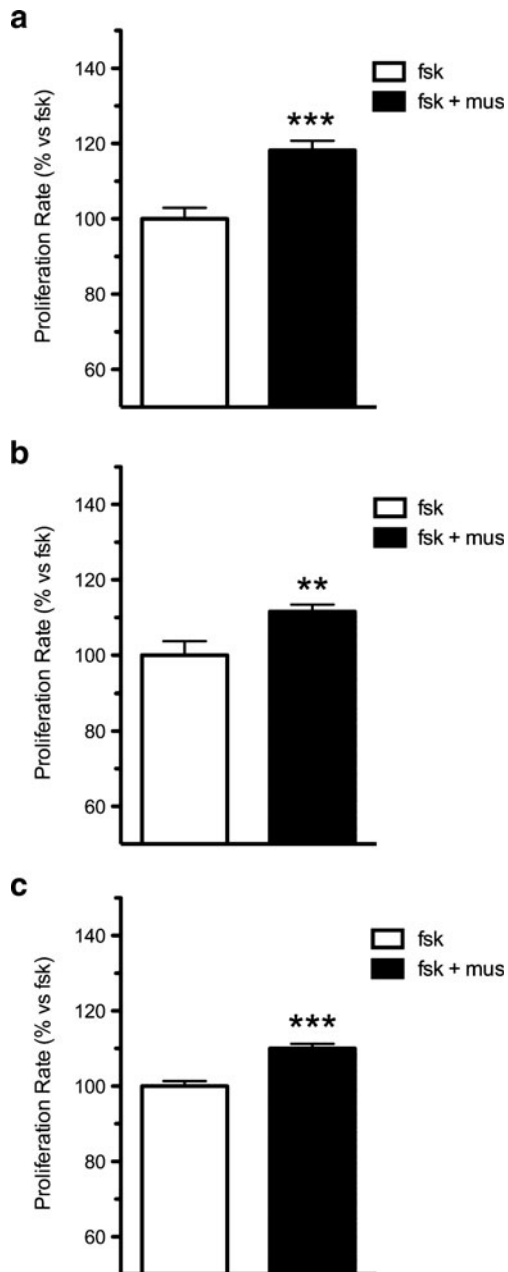 a
140
120
100
80
60
Proliferation Rate (% vs fsk)
fsk
fsk + mus
***
b
140
120
100
80
60
Proliferation Rate (% vs fsk)
fsk
fsk + mus
**
c
140
120
100
80
60
Proliferation Rate (% vs fsk)
fsk
fsk + mus
***